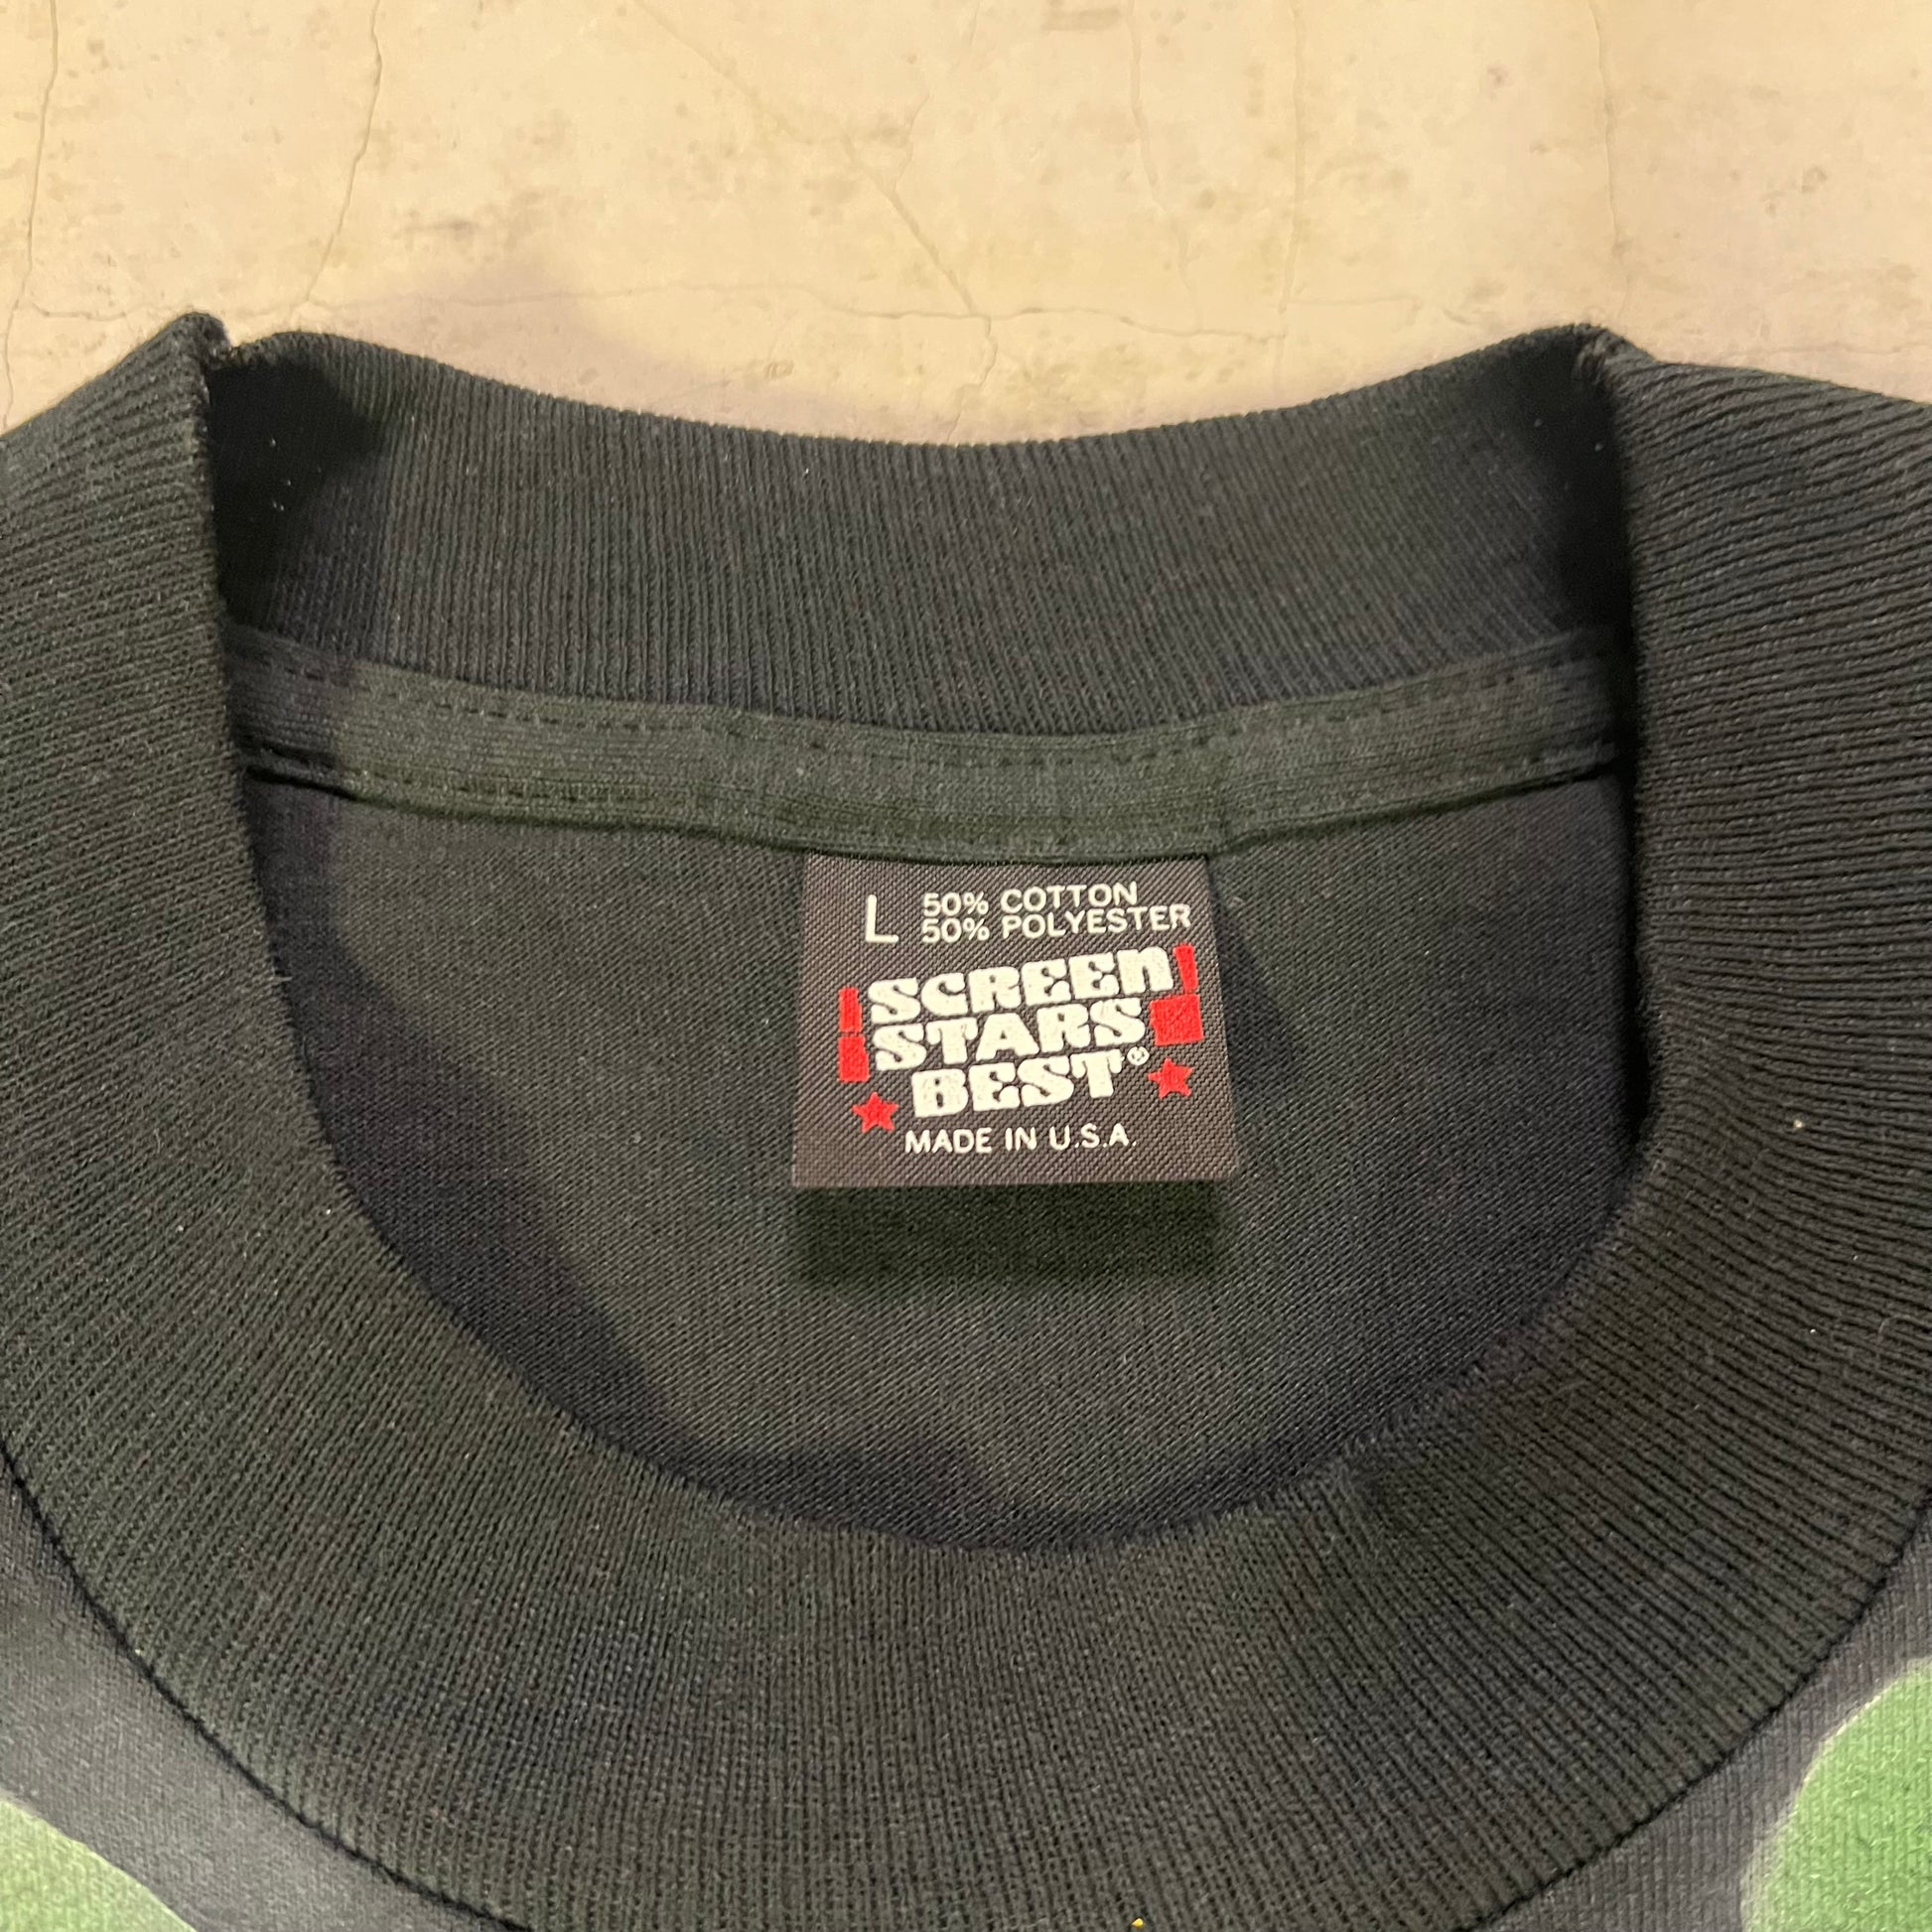 L 50% COTTON
50% POLYESTER
SCREEN
STARS
BEST®
MADE IN U.S.A.